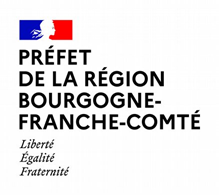 PRÉFET
DE LA RÉGION
BOURGOGNE-
FRANCHE-COMTÉ
Liberté
Égalité
Fraternité